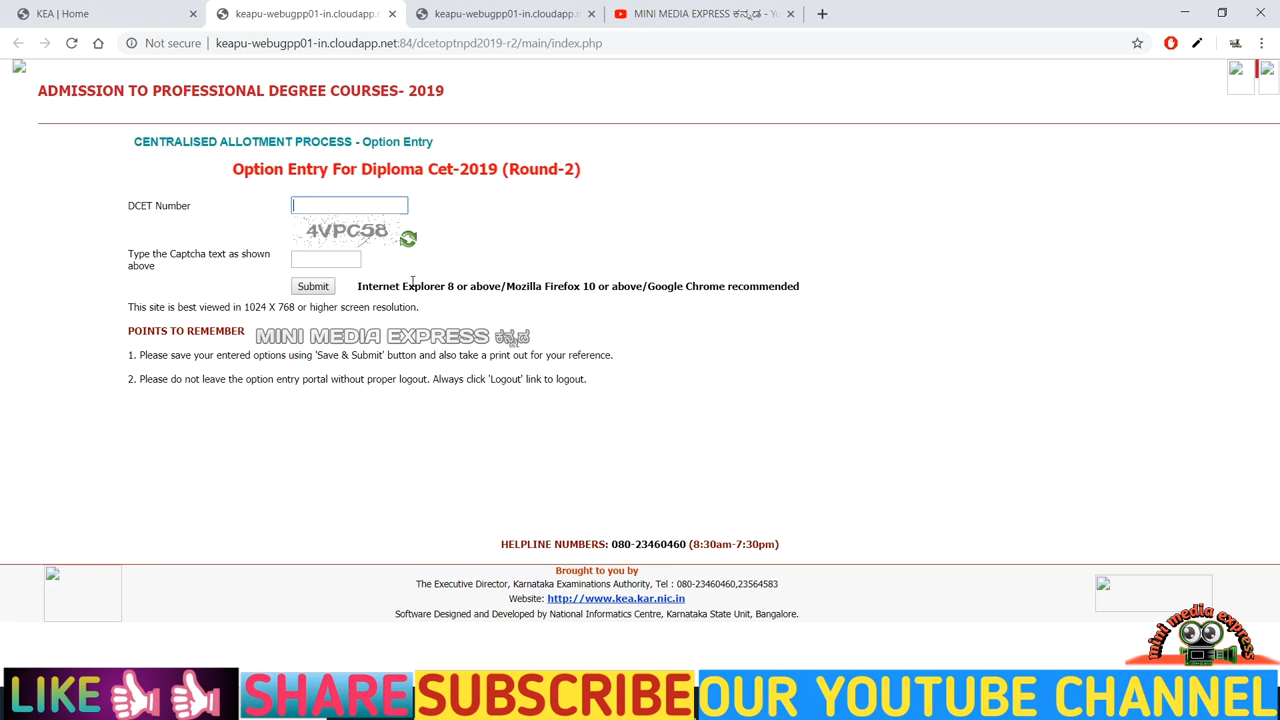 KEA | Home
keapu-webugpp01-in.cloudapp.n
keapu-webugpp01-in.cloudapp.n
MINI MEDIA EXPRESS ಕನ್ನಡ - Yo
Not secure | keapu-webugpp01-in.cloudapp.net:84/dcetoptnpd2019-r2/main/index.php
ADMISSION TO PROFESSIONAL DEGREE COURSES- 2019
CENTRALISED ALLOTMENT PROCESS - Option Entry
Option Entry For Diploma Cet-2019 (Round-2)
DCET Number
4VPC58
Type the Captcha text as shown
above
Submit Internet Explorer 8 or above/Mozilla Firefox 10 or above/Google Chrome recommended
This site is best viewed in 1024 X 768 or higher screen resolution.
POINTS TO REMEMBER MINI MEDIA EXPRESS ಕನ್ನಡ
1. Please save your entered options using 'Save & Submit' button and also take a print out for your reference.
2. Please do not leave the option entry portal without proper logout. Always click 'Logout' link to logout.
HELPLINE NUMBERS: 080-23460460 (8:30am-7:30pm)
Brought to you by
The Executive Director, Karnataka Examinations Authority, Tel : 080-23460460,23564583
Website: http://www.kea.kar.nic.in
Software Designed and Developed by National Informatics Centre, Karnataka State Unit, Bangalore.
mini media express
LIKE SHARE SUBSCRIBE OUR YOUTUBE CHANNEL